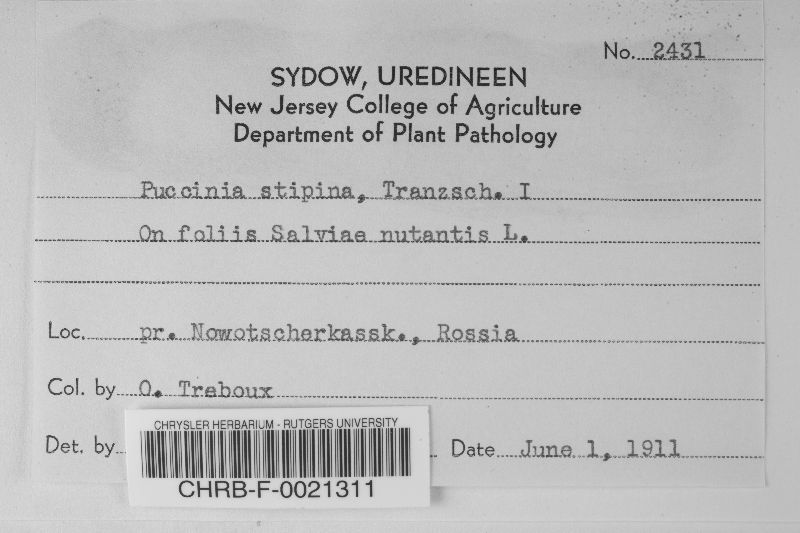 No. 2431
SYDOW, UREDINEEN
New Jersey College of Agriculture
Department of Plant Pathology
Puccinia stipina, Tranzsch. I
On foliis Salviae nutantis L.
Loc. pr. Nowotscherkassk., Rossia
Col. by O. Treboux
Det. by
Date June 1, 1911
CHRYSLER HERBARIUM - RUTGERS UNIVERSITY
CHRB-F-0021311